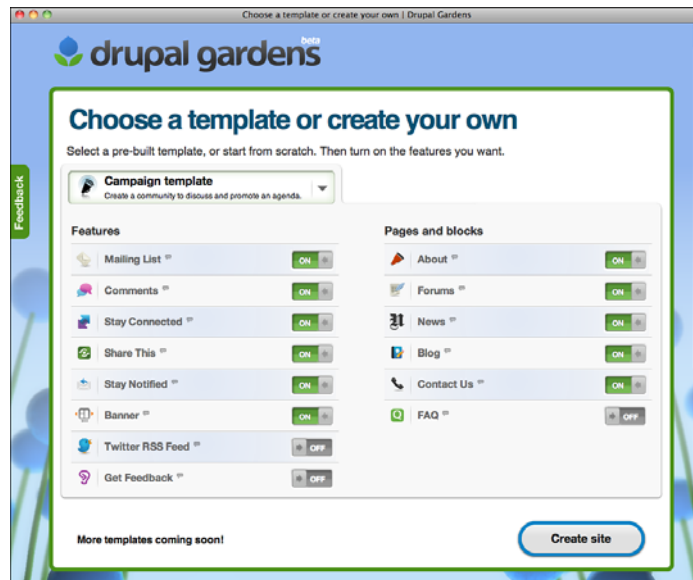 Choose a template or create your own | Drupal Gardens
drupal gardens
beta
Choose a template or create your own
Select a pre-built template, or start from scratch. Then turn on the features you want.
Feedback
Campaign template
Create a community to discuss and promote an agenda.
Features
Mailing List ON
Comments ON
Stay Connected ON
Share This ON
Stay Notified ON
Banner ON
Twitter RSS Feed OFF
Get Feedback OFF
Pages and blocks
About ON
Forums ON
News ON
Blog ON
Contact Us ON
FAQ OFF
More templates coming soon!
Create site